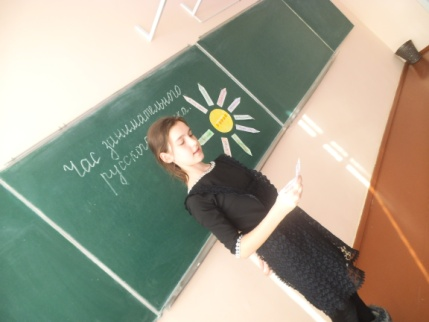 Час занимательного
русского